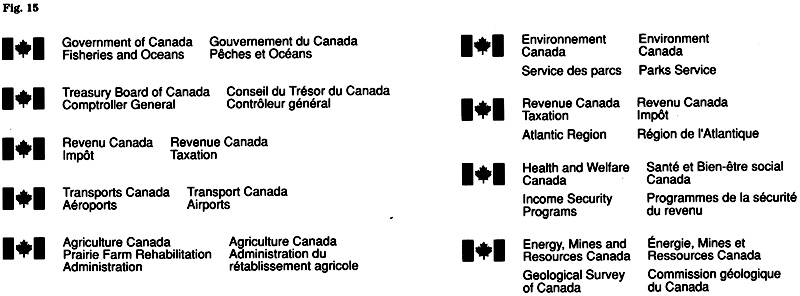 Fig. 15
Government of Canada Gouvernement du Canada
Fisheries and Oceans Pêches et Océans
Treasury Board of Canada Conseil du Trésor du Canada
Comptroller General Contrôleur général
Revenu Canada Revenue Canada
Impôt Taxation
Transports Canada Transport Canada
Aéroports Airports
Agriculture Canada Agriculture Canada
Prairie Farm Rehabilitation Administration du
Administration rétablissement agricole
Environnement Environment
Canada Canada
Service des parcs Parks Service
Revenue Canada Revenu Canada
Taxation Impôt
Atlantic Region Région de l'Atlantique
Health and Welfare Santé et Bien-être social
Canada Canada
Income Security Programmes de la sécurité
Programs du revenu
Energy, Mines and Énergie, Mines et
Resources Canada Ressources Canada
Geological Survey Commission géologique
of Canada du Canada